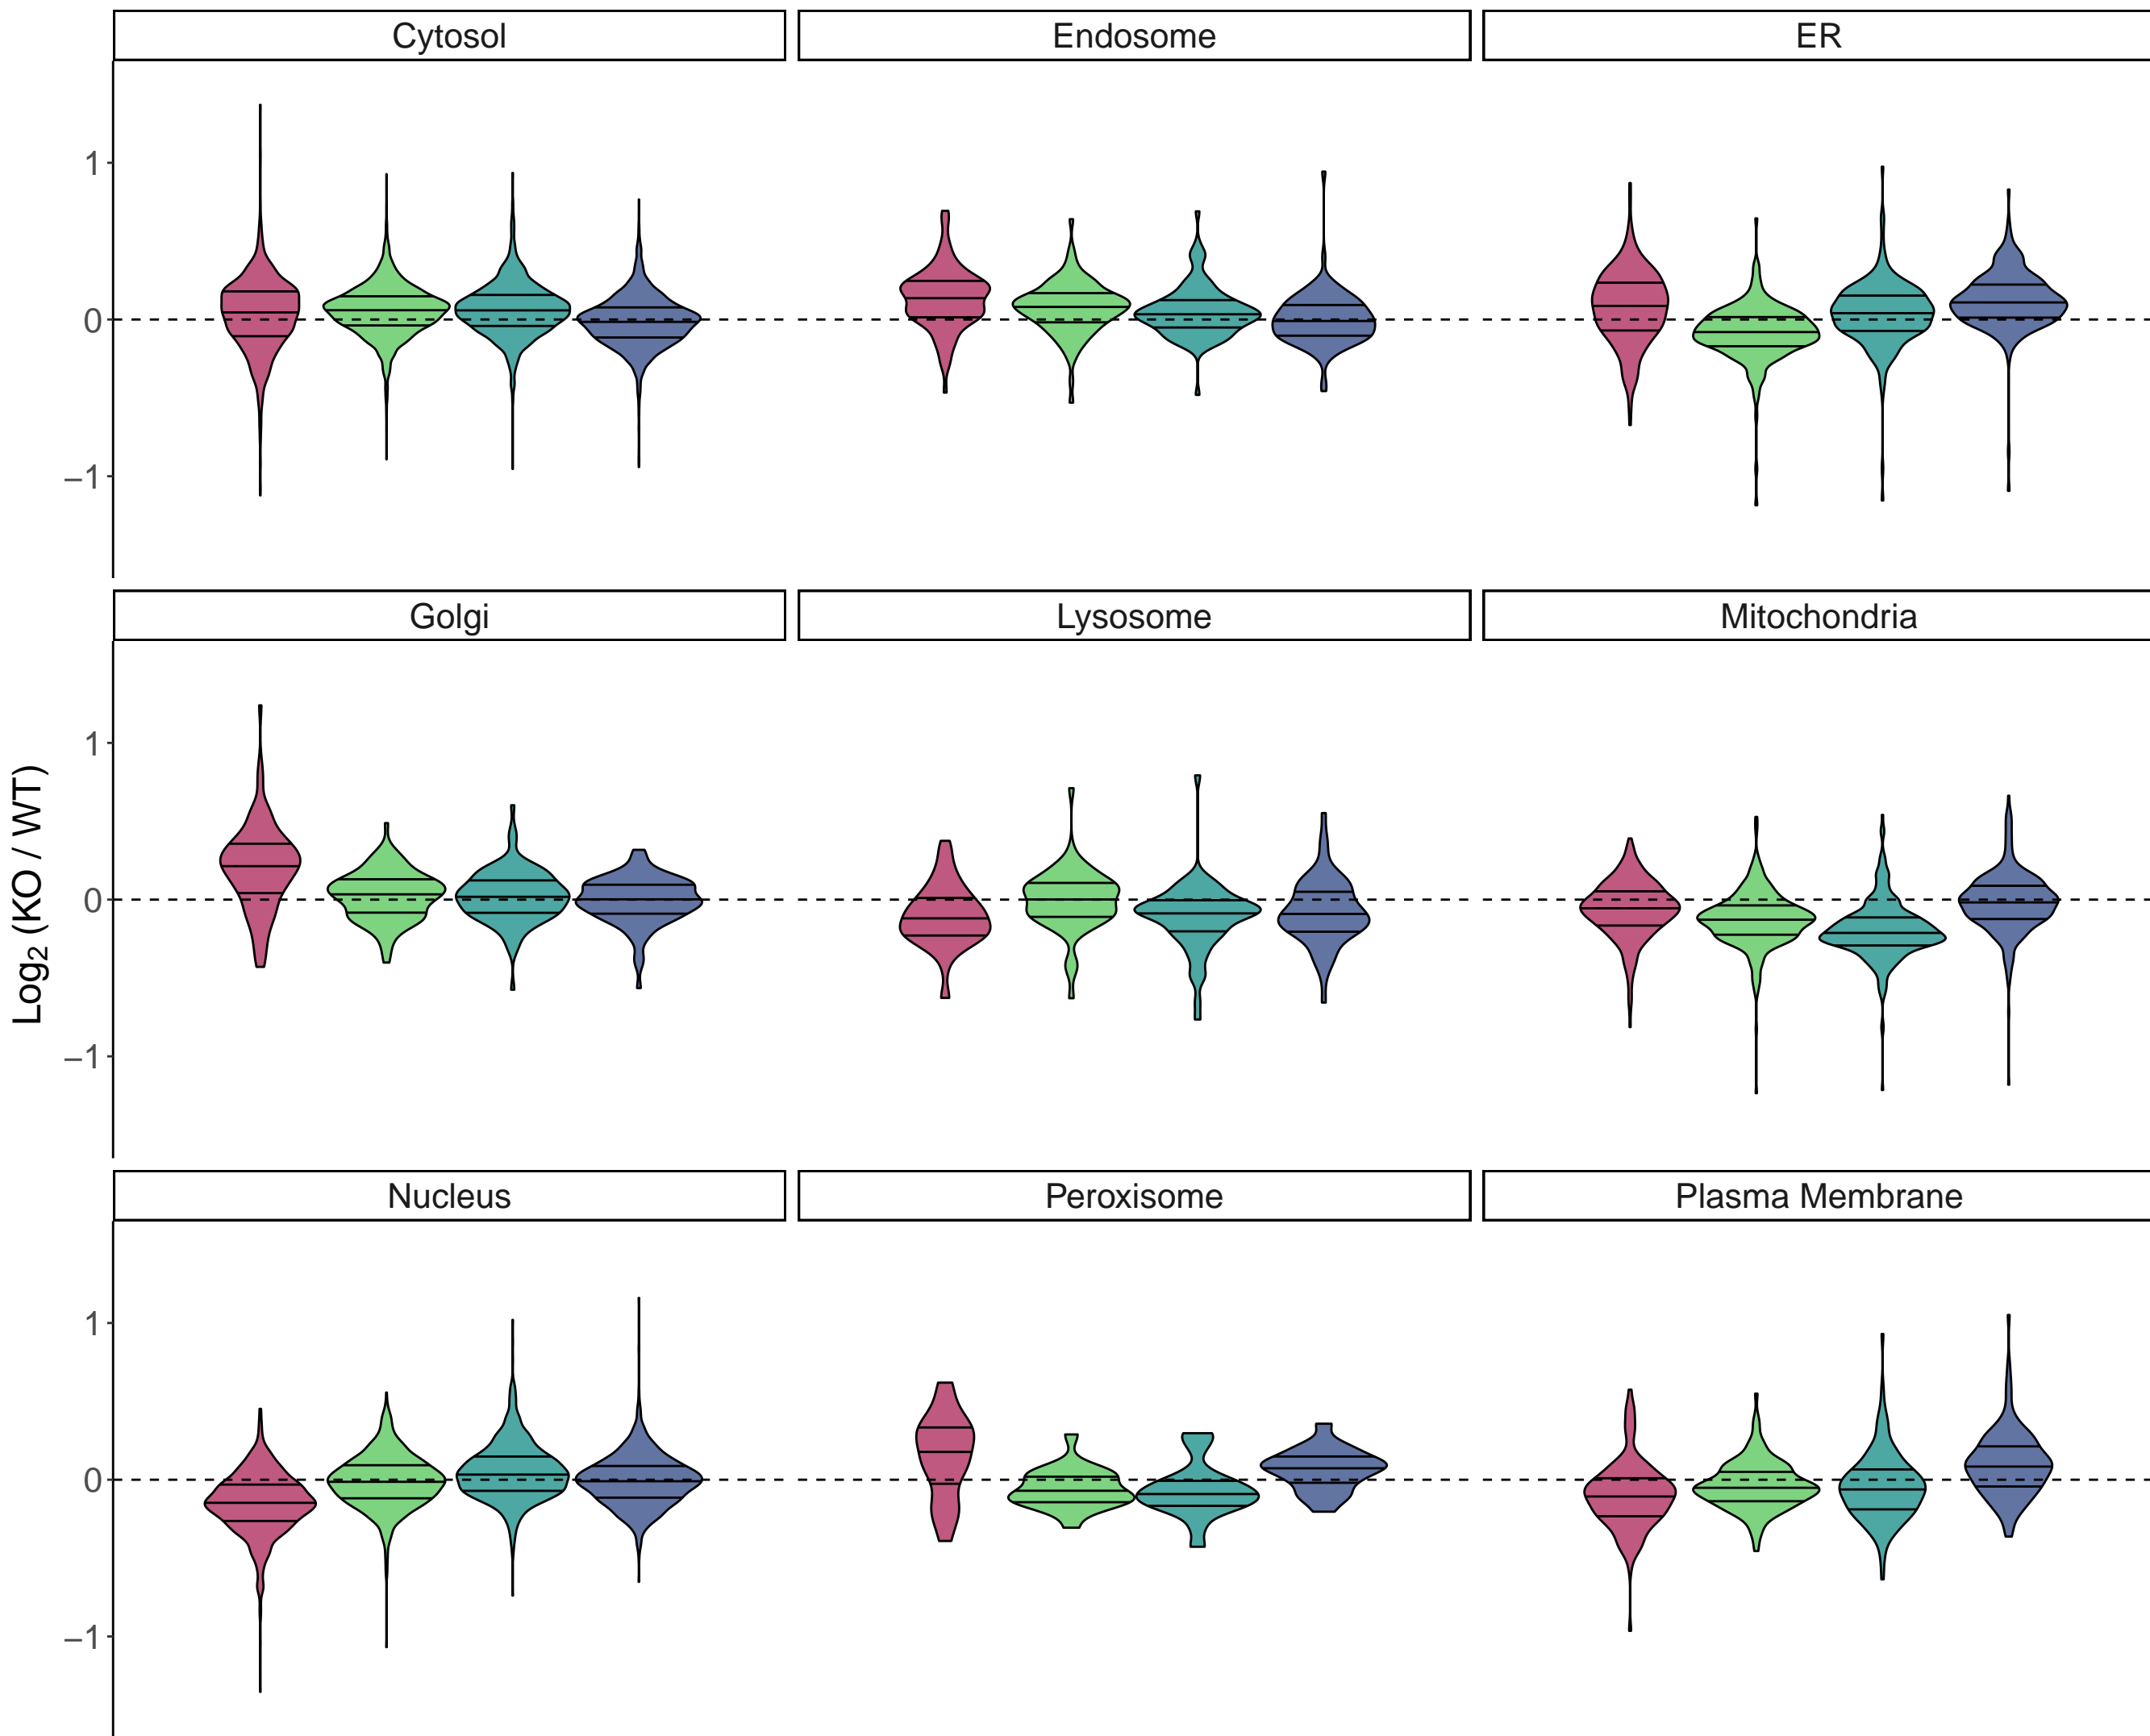 Cytosol Endosome ER
1
0
−1
Golgi Lysosome Mitochondria
1
0
−1
Log2 (KO / WT)
Nucleus Peroxisome Plasma Membrane
1
0
−1